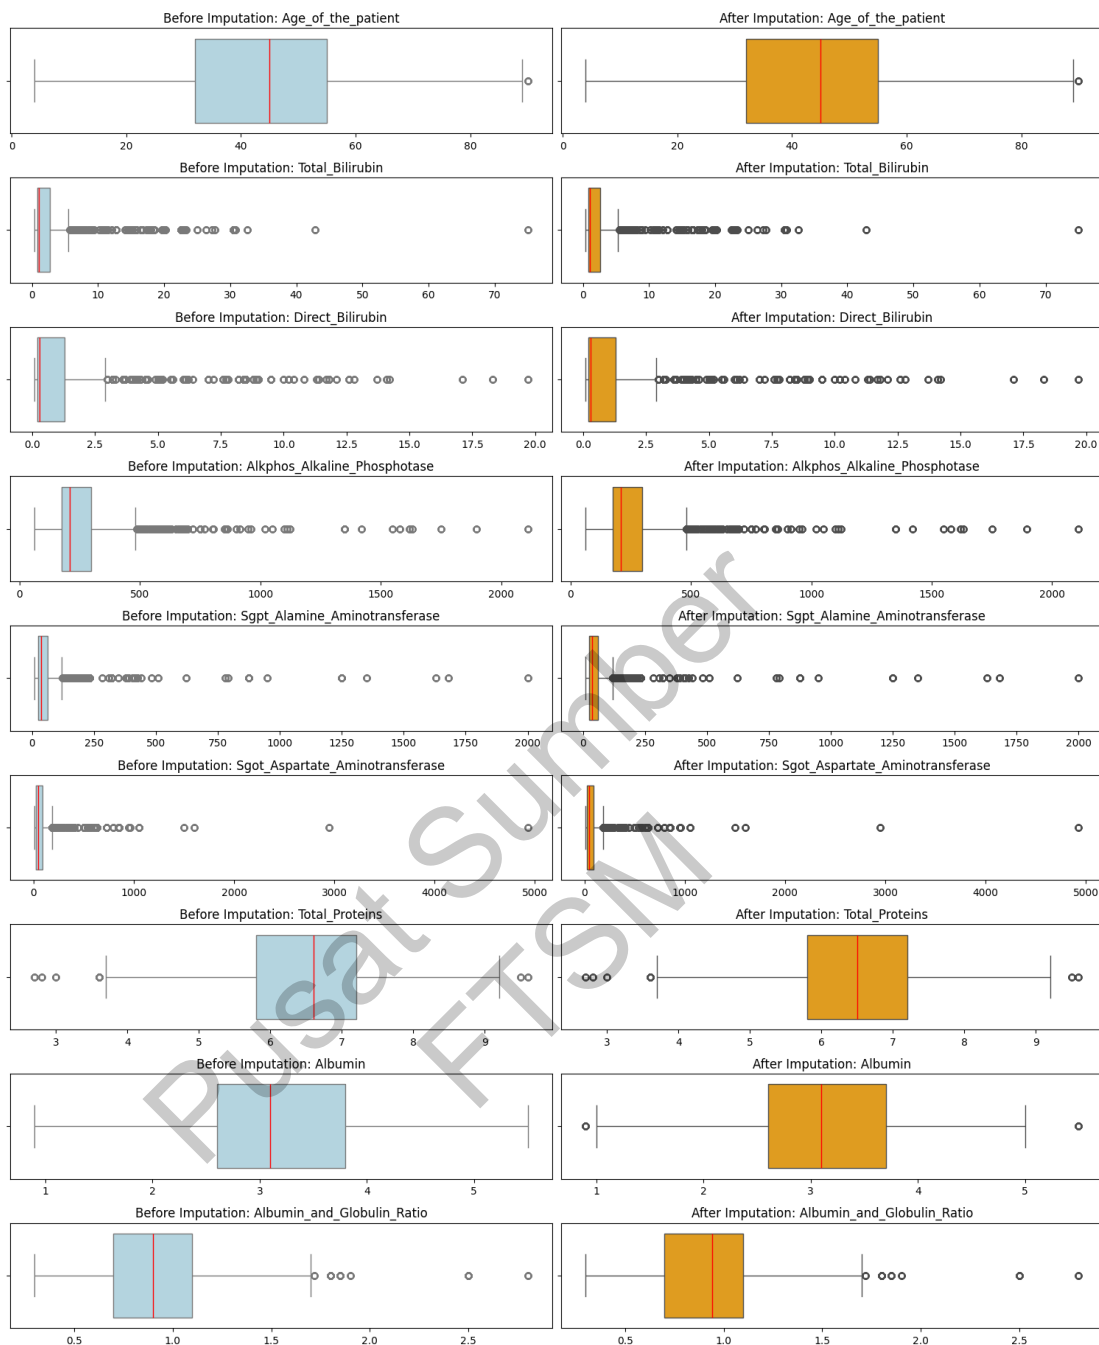 Before Imputation: Age_of_the_patient
After Imputation: Age_of_the_patient
0 20 40 60 80
0 20 40 60 80
Before Imputation: Total_Bilirubin
After Imputation: Total_Bilirubin
0 10 20 30 40 50 60 70
0 10 20 30 40 50 60 70
Before Imputation: Direct_Bilirubin
After Imputation: Direct_Bilirubin
0.0 2.5 5.0 7.5 10.0 12.5 15.0 17.5 20.0
0.0 2.5 5.0 7.5 10.0 12.5 15.0 17.5 20.0
Before Imputation: Alkphos_Alkaline_Phosphotase
After Imputation: Alkphos_Alkaline_Phosphotase
0 500 1000 1500 2000
0 500 1000 1500 2000
Before Imputation: Sgpt_Alamine_Aminotransferase
After Imputation: Sgpt_Alamine_Aminotransferase
0 250 500 750 1000 1250 1500 1750 2000
0 250 500 750 1000 1250 1500 1750 2000
Before Imputation: Sgot_Aspartate_Aminotransferase
After Imputation: Sgot_Aspartate_Aminotransferase
0 1000 2000 3000 4000 5000
0 1000 2000 3000 4000 5000
Before Imputation: Total_Proteins
After Imputation: Total_Proteins
3 4 5 6 7 8 9
3 4 5 6 7 8 9
Before Imputation: Albumin
After Imputation: Albumin
1 2 3 4 5
1 2 3 4 5
Before Imputation: Albumin_and_Globulin_Ratio
After Imputation: Albumin_and_Globulin_Ratio
0.5 1.0 1.5 2.0 2.5
0.5 1.0 1.5 2.0 2.5
Pusat Sumber
FTSM